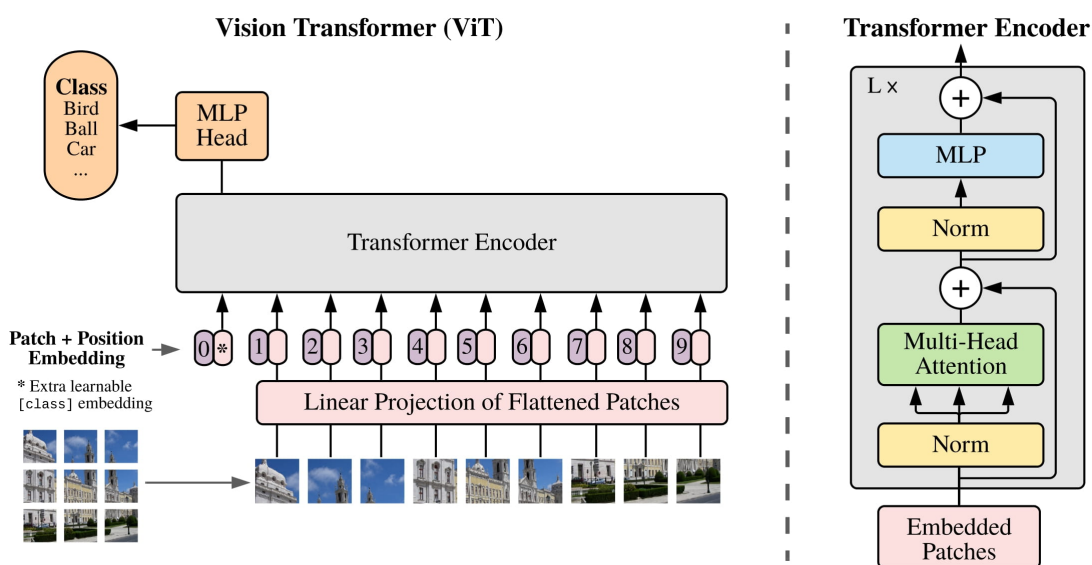 Vision Transformer (ViT)
Class
Bird
Ball
Car
...
MLP
Head
Transformer Encoder
Patch + Position
Embedding
* Extra learnable
[class] embedding
0 * 1 2 3 4 5 6 7 8 9
Linear Projection of Flattened Patches
Transformer Encoder
L ×
+
MLP
Norm
+
Multi-Head
Attention
Norm
Embedded
Patches